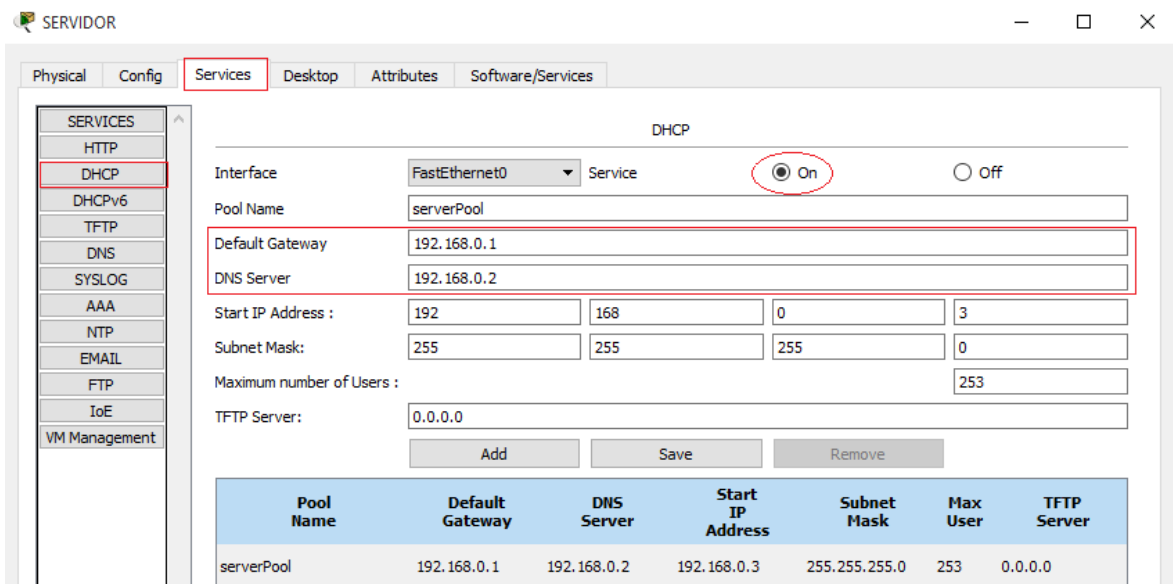 SERVIDOR
Physical Config Services Desktop Attributes Software/Services
SERVICES
HTTP
DHCP
DHCPv6
TFTP
DNS
SYSLOG
AAA
NTP
EMAIL
FTP
IoE
VM Management
DHCP
Interface FastEthernet0 Service On Off
Pool Name serverPool
Default Gateway 192.168.0.1
DNS Server 192.168.0.2
Start IP Address : 192 168 0 3
Subnet Mask: 255 255 255 0
Maximum number of Users : 253
TFTP Server: 0.0.0.0
Add Save Remove
Pool Name Default Gateway DNS Server Start IP Address Subnet Mask Max User TFTP Server
serverPool 192.168.0.1 192.168.0.2 192.168.0.3 255.255.255.0 253 0.0.0.0